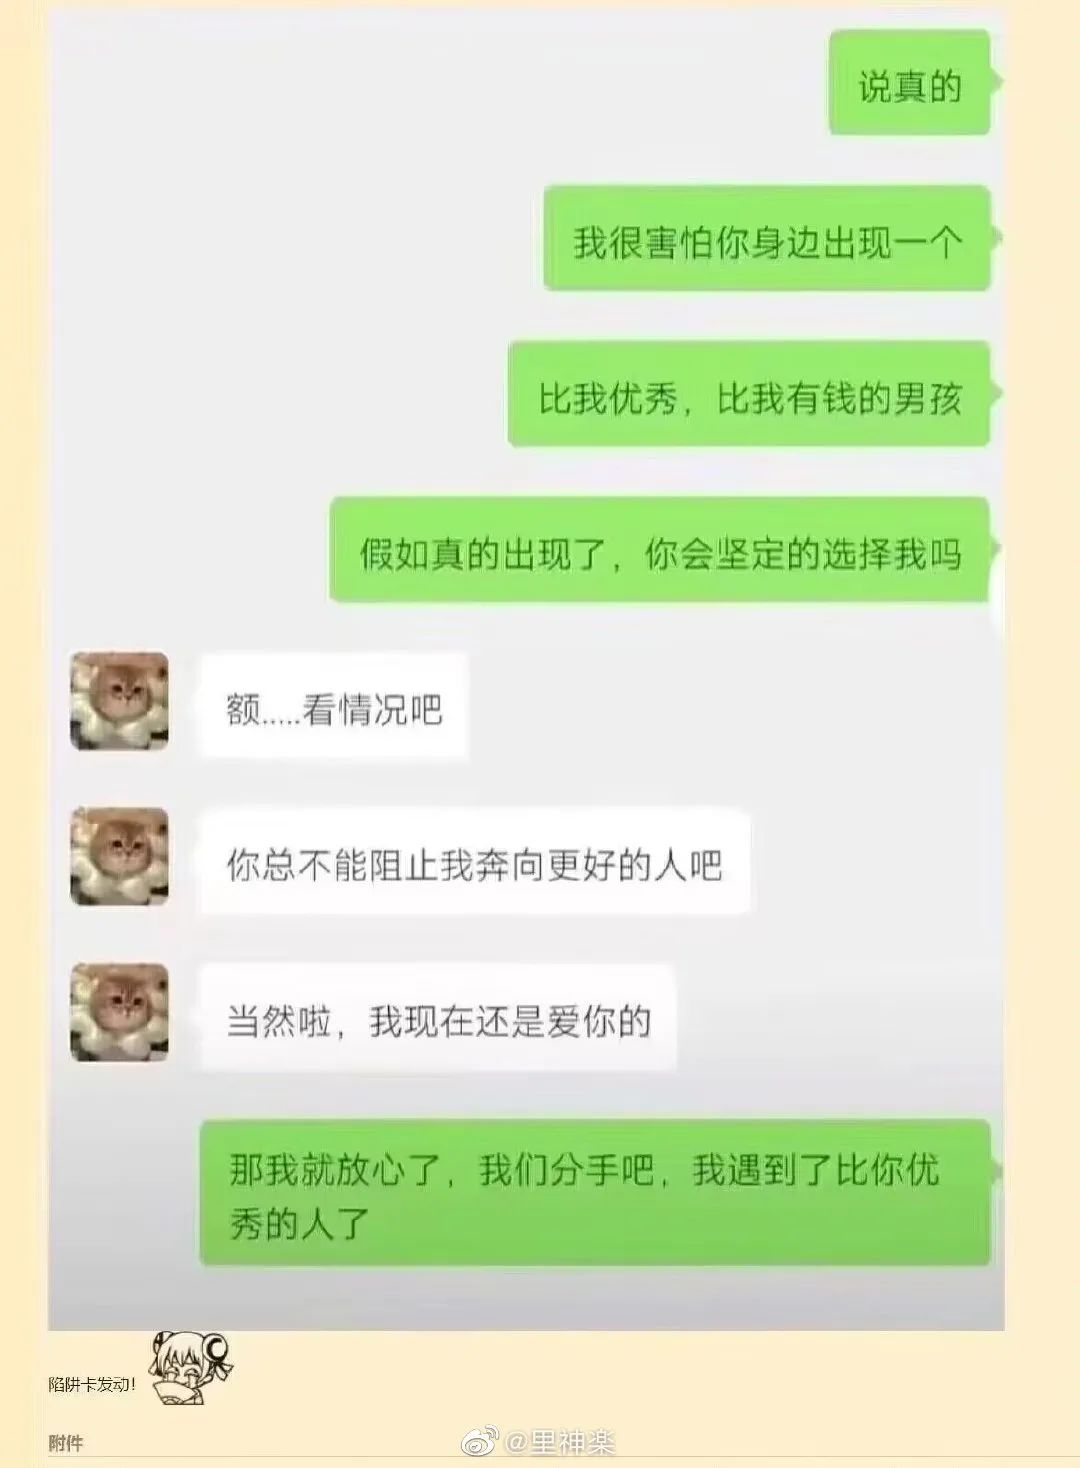 说真的
我很害怕你身边出现一个
比我优秀，比我有钱的男孩
假如真的出现了，你会坚定的选择我吗
额.....看情况吧
你总不能阻止我奔向更好的人吧
当然啦，我现在还是爱你的
那我就放心了，我们分手吧，我遇到了比你优
秀的人了
陷阱卡发动！
附件
@里神楽